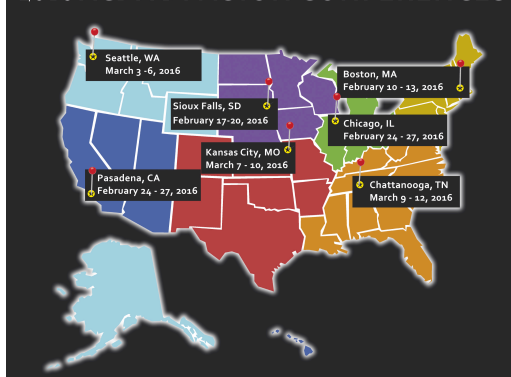 Seattle, WA
March 3 -6, 2016
Boston, MA
February 10 - 13, 2016
Sioux Falls, SD
February 17-20, 2016
Chicago, IL
February 24 - 27, 2016
Kansas City, MO
March 7 - 10, 2016
Pasadena, CA
February 24 - 27, 2016
Chattanooga, TN
March 9 - 12, 2016